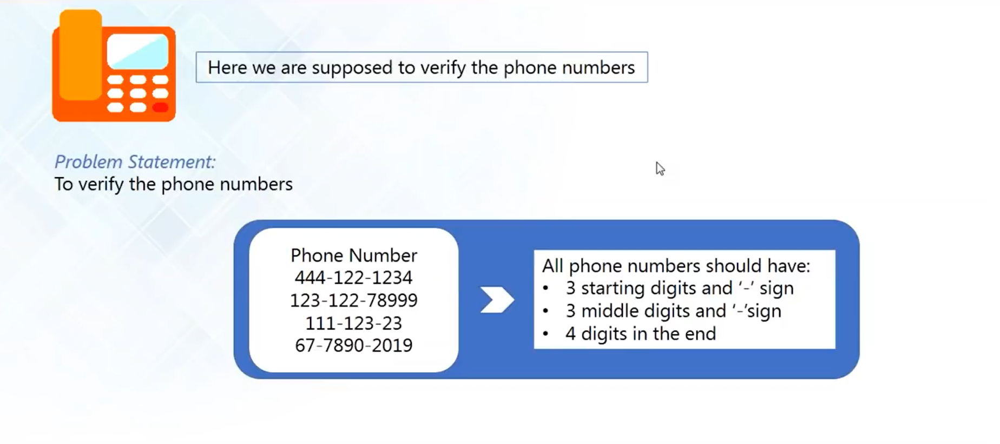 Here we are supposed to verify the phone numbers
Problem Statement:
To verify the phone numbers
Phone Number
444-122-1234
123-122-78999
111-123-23
67-7890-2019
All phone numbers should have:
• 3 starting digits and ‘-’ sign
• 3 middle digits and ‘-’sign
• 4 digits in the end